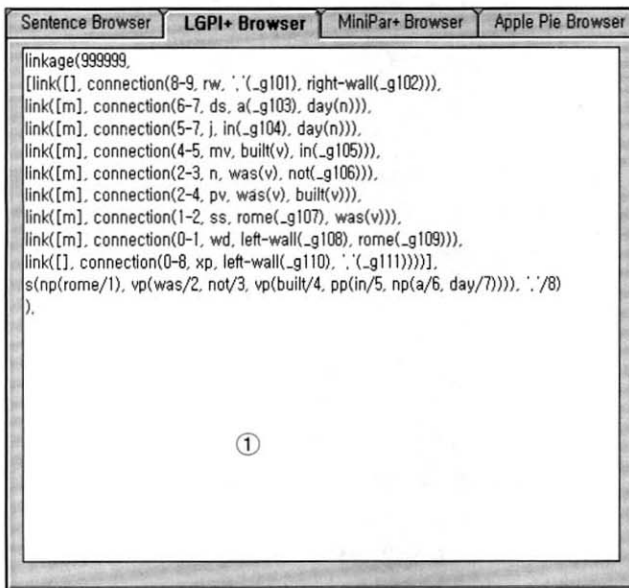 Sentence Browser LGPI+ Browser MiniPar+ Browser Apple Pie Browser
linkage(999999,
[link([], connection(8-9, rw, '.'(_g101), right-wall(_g102))),
link([m], connection(6-7, ds, a(_g103), day(n))),
link([m], connection(5-7, j, in(_g104), day(n))),
link([m], connection(4-5, mv, built(v), in(_g105))),
link([m], connection(2-3, n, was(v), not(_g106))),
link([m], connection(2-4, pv, was(v), built(v))),
link([m], connection(1-2, ss, rome(_g107), was(v))),
link([m], connection(0-1, wd, left-wall(_g108), rome(_g109))),
link([], connection(0-8, xp, left-wall(_g110), '.'(_g111)))],
s(np(rome/1), vp(was/2, not/3, vp(built/4, pp(in/5, np(a/6, day/7)))), '.'/8)
),
①